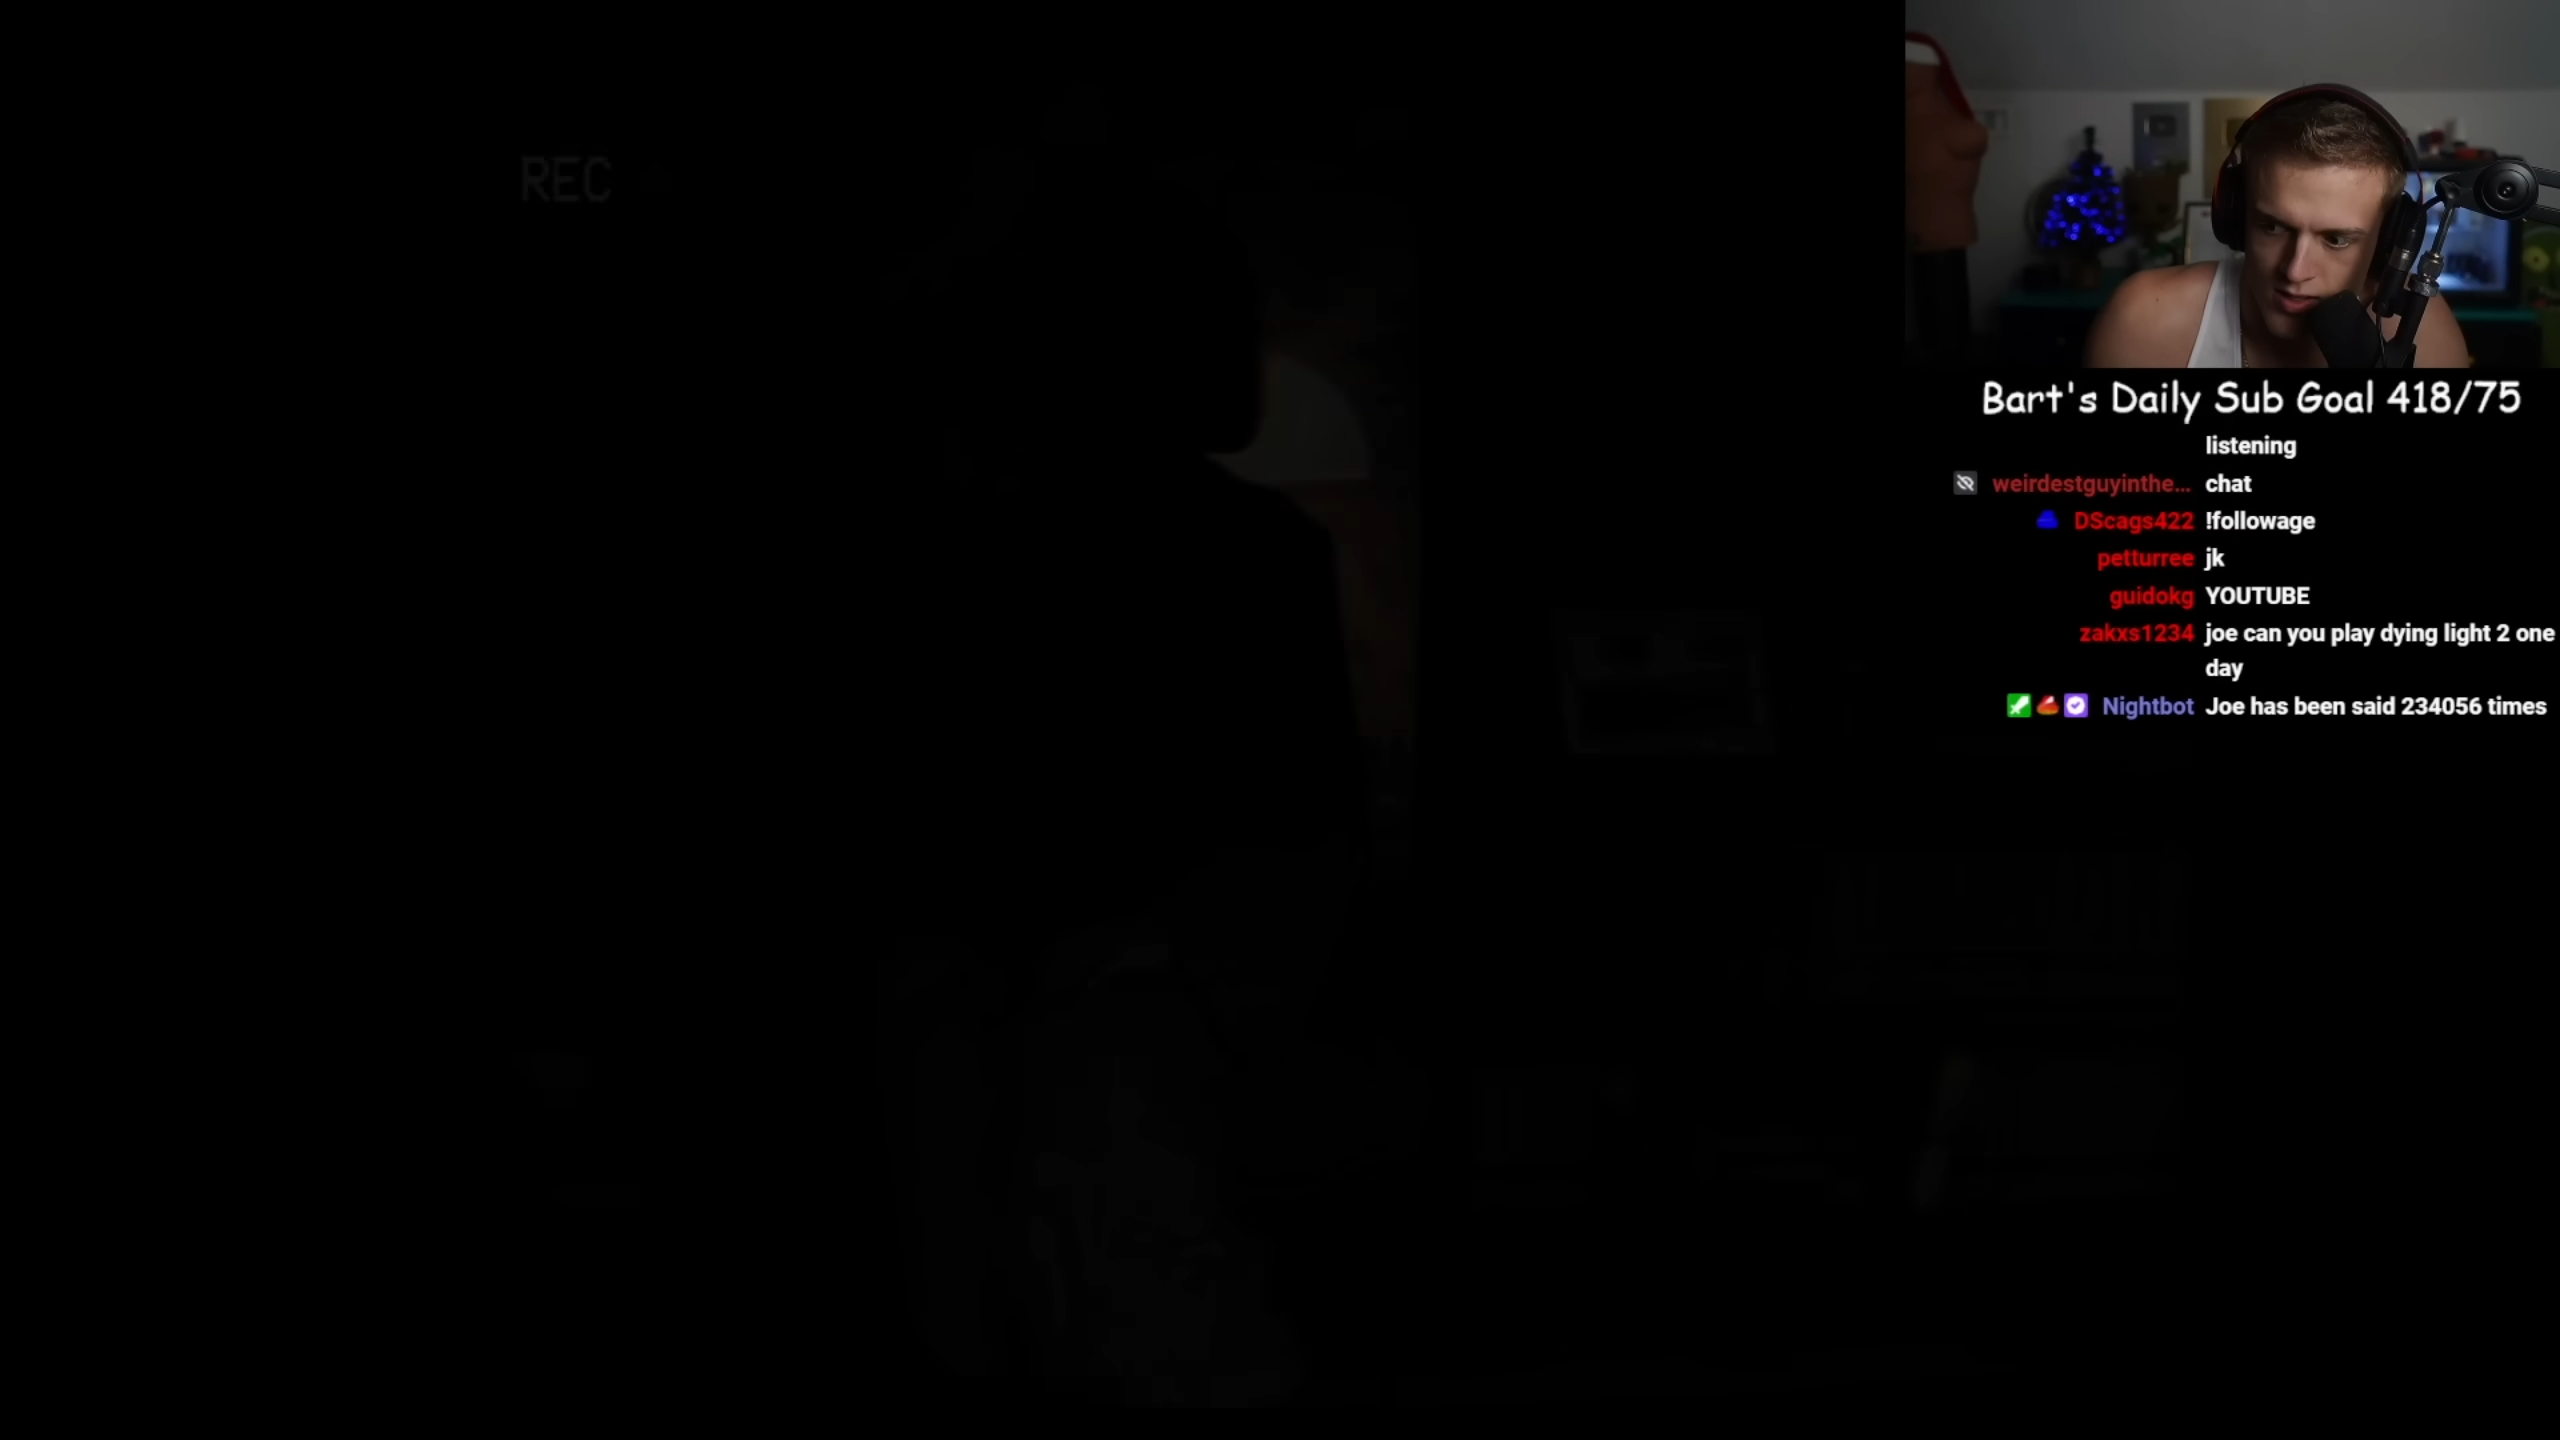 REC
Bart's Daily Sub Goal 418/75
listening
weirdestguyinthe... chat
DScags422 !followage
petturree jk
guidokg YOUTUBE
zakxs1234 joe can you play dying light 2 one
day
Nightbot Joe has been said 234056 times